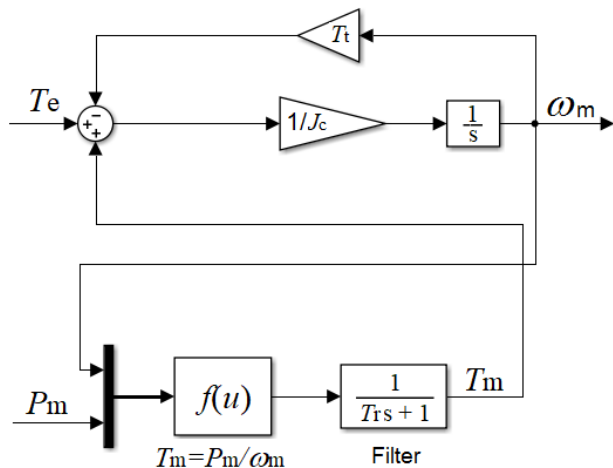 Tt
Te
−
+
+
1/Jc
1
s
ωm
Pm
f(u)
1
Trs + 1
Tm
Tm=Pm/ωm
Filter